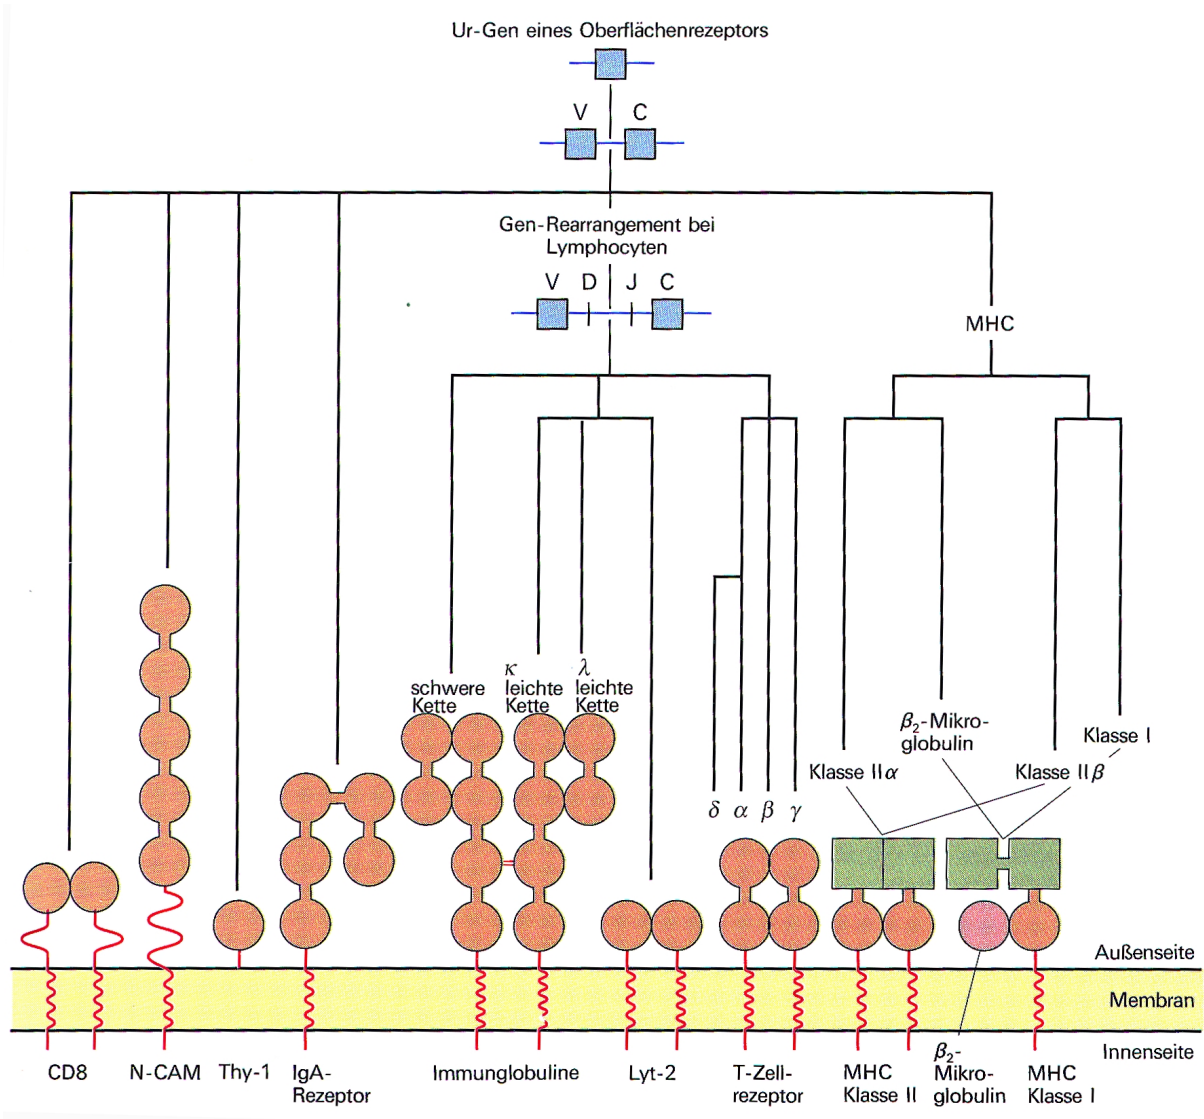 Ur-Gen eines Oberflächenrezeptors
V C
Gen-Rearrangement bei
Lymphocyten
V D J C
MHC
schwere
Kette
κ
leichte
Kette
λ
leichte
Kette
δ α β γ
β2-Mikro-
globulin
Klasse I
Klasse IIα
Klasse IIβ
Außenseite
Membran
Innenseite
CD8
N-CAM
Thy-1
IgA-
Rezeptor
Immunglobuline
Lyt-2
T-Zell-
rezeptor
MHC
Klasse II
β2-
Mikro-
globulin
MHC
Klasse I